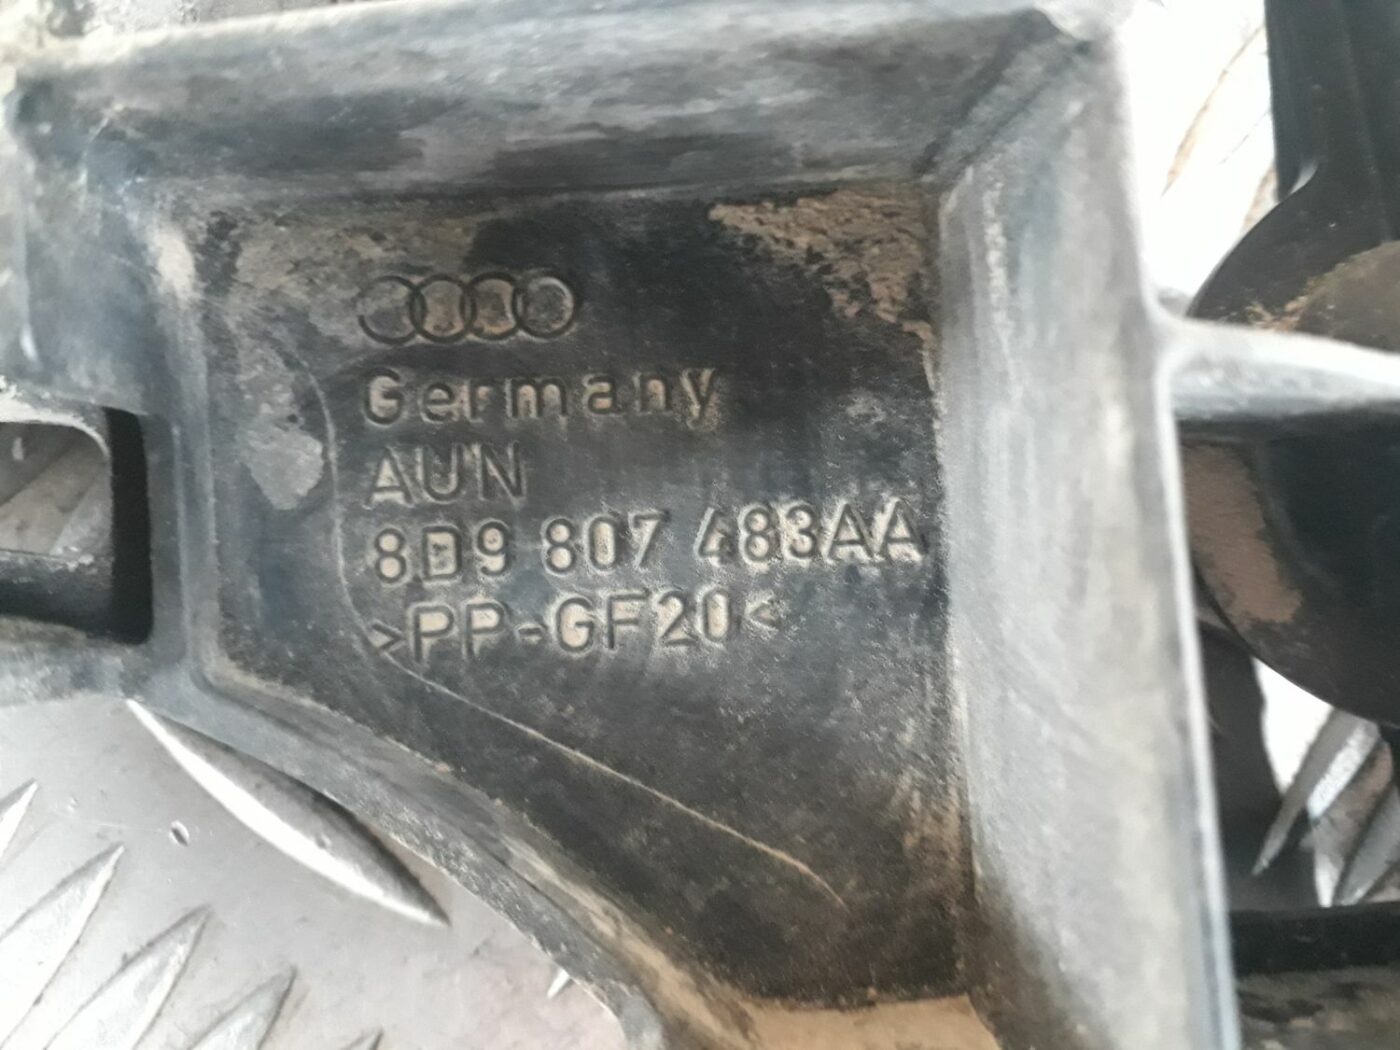 Germany
AUN
8D9 807 483AA
>PP-GF20<